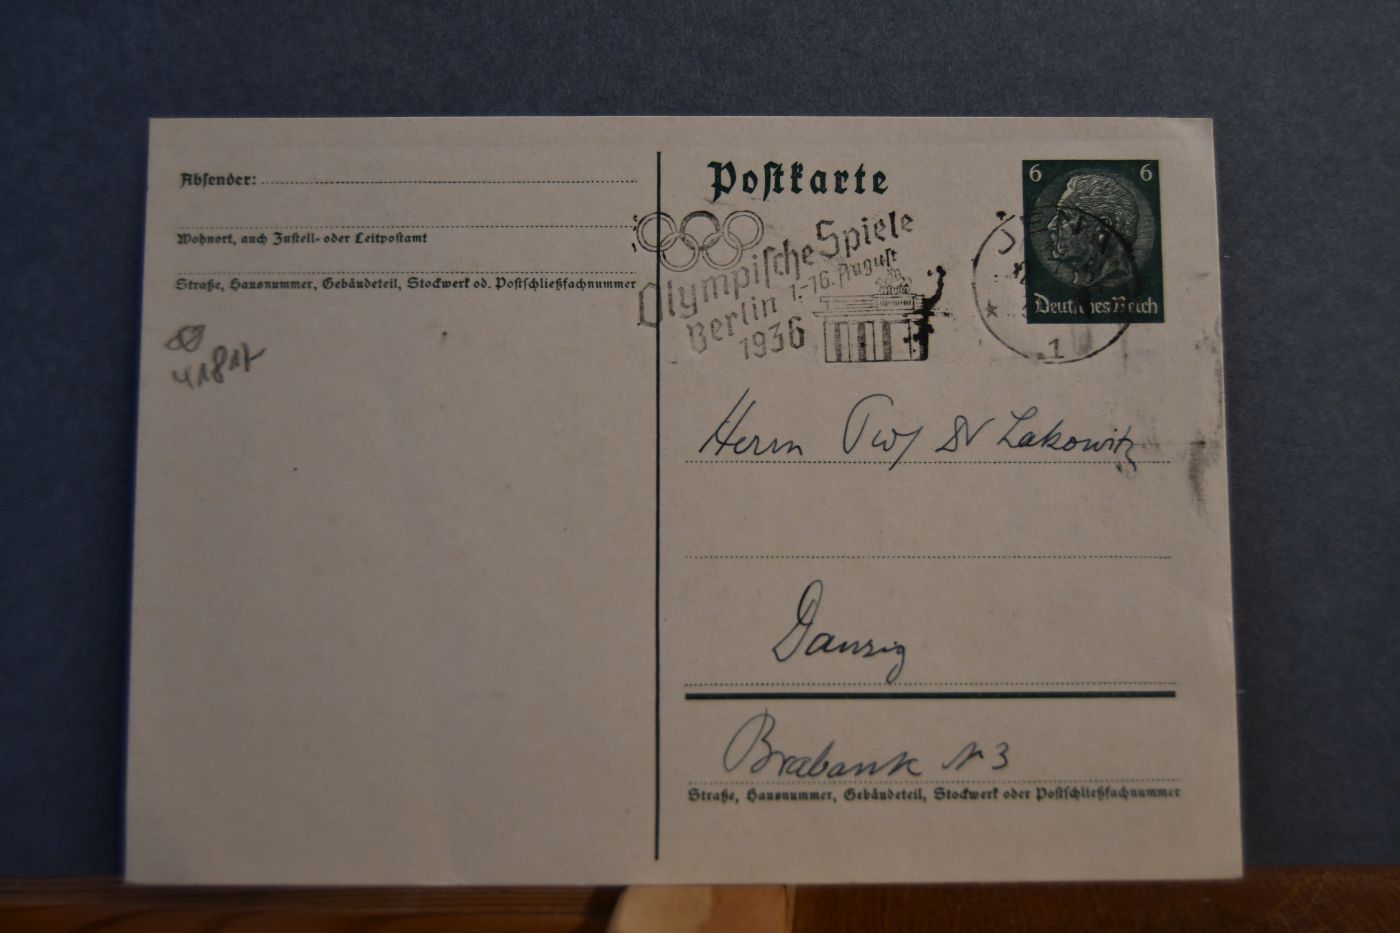 Absender:
Wohnort, auch Zustell- oder Leitpostamt
Straße, Hausnummer, Gebäudeteil, Stockwerk od. Postschließfachnummer
Postkarte
6 6
Deutsches Reich
Olympische Spiele
Berlin 1.-16. August
1936
JENA
1
Herrn Prof Dr Lakowitz
Danzig
Brabank Nr 3
Straße, Hausnummer, Gebäudeteil, Stockwerk oder Postschließfachnummer